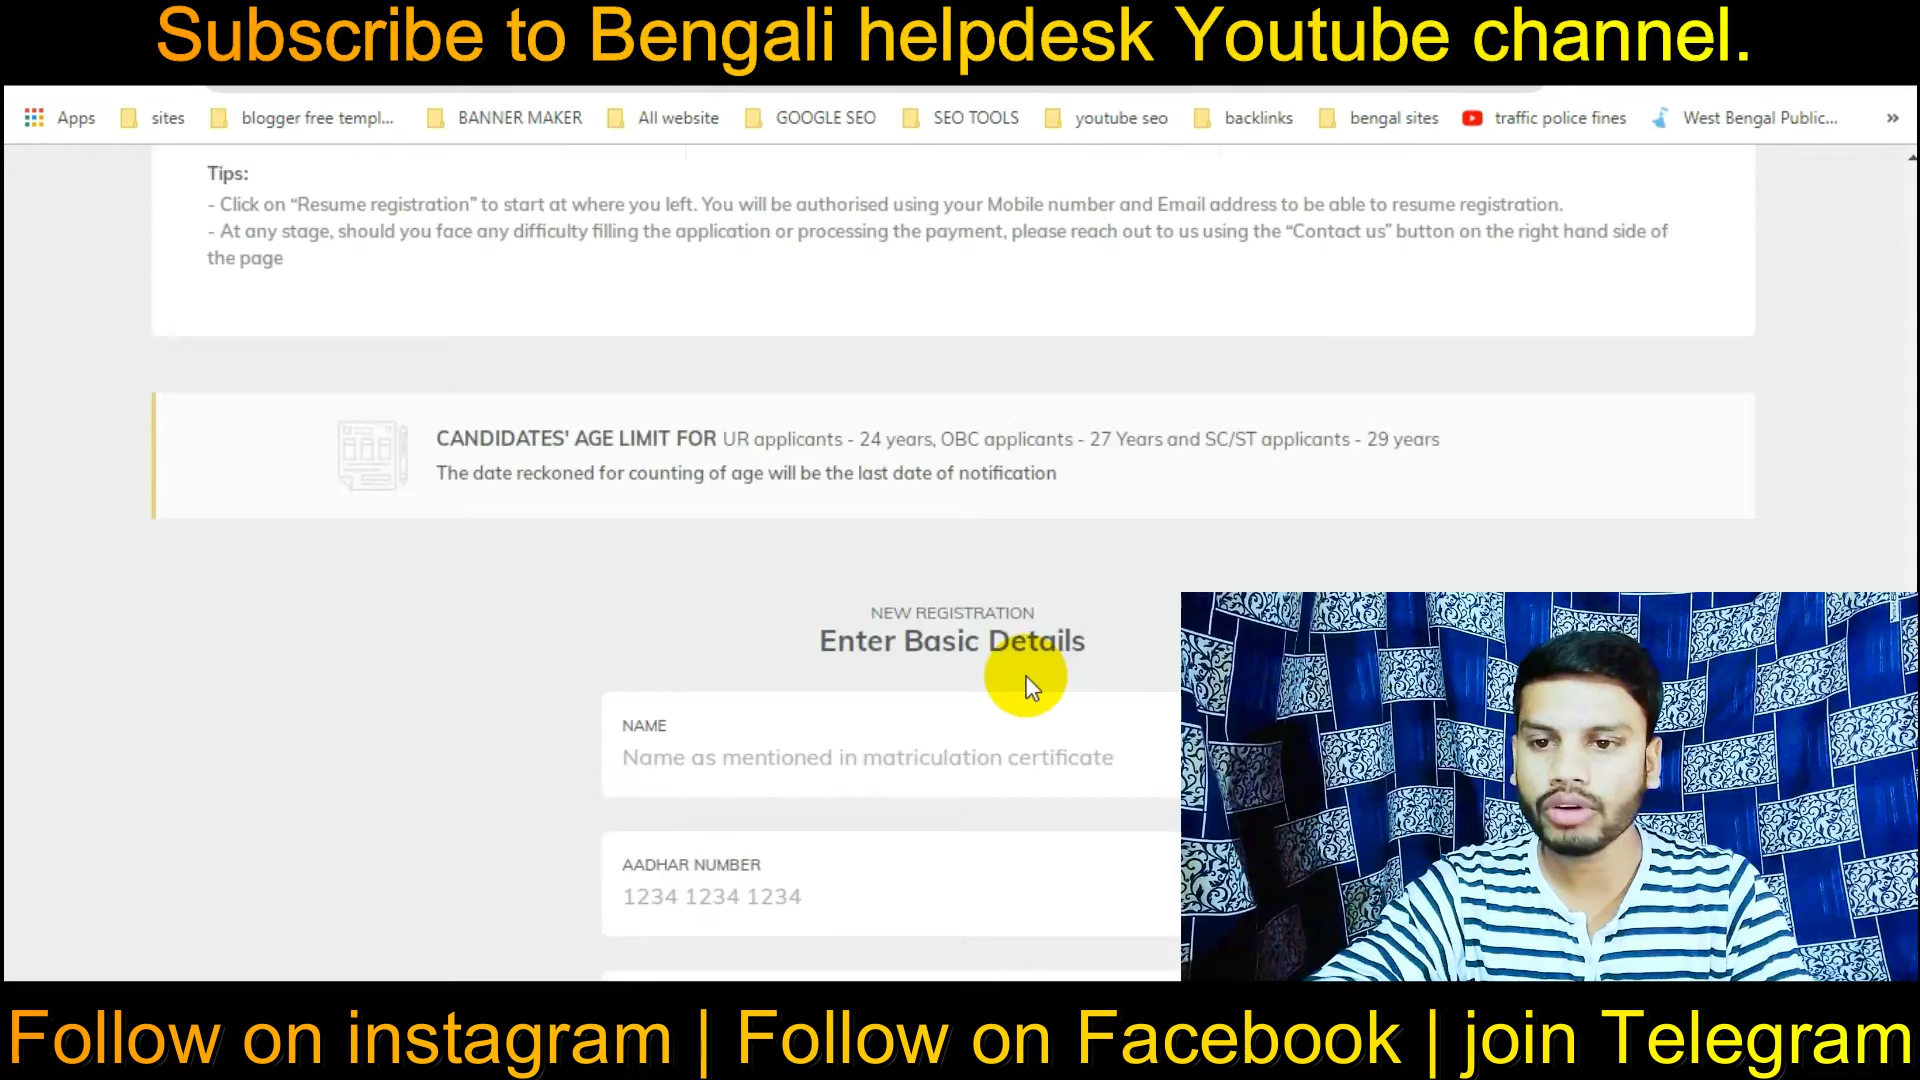 Subscribe to Bengali helpdesk Youtube channel.
Apps sites blogger free templ... BANNER MAKER All website GOOGLE SEO SEO TOOLS youtube seo backlinks bengal sites traffic police fines West Bengal Public... »
Tips:
- Click on “Resume registration” to start at where you left. You will be authorised using your Mobile number and Email address to be able to resume registration.
- At any stage, should you face any difficulty filling the application or processing the payment, please reach out to us using the “Contact us” button on the right hand side of
the page
CANDIDATES' AGE LIMIT FOR UR applicants - 24 years, OBC applicants - 27 Years and SC/ST applicants - 29 years
The date reckoned for counting of age will be the last date of notification
NEW REGISTRATION
Enter Basic Details
NAME
Name as mentioned in matriculation certificate
AADHAR NUMBER
1234 1234 1234
Follow on instagram | Follow on Facebook | join Telegram